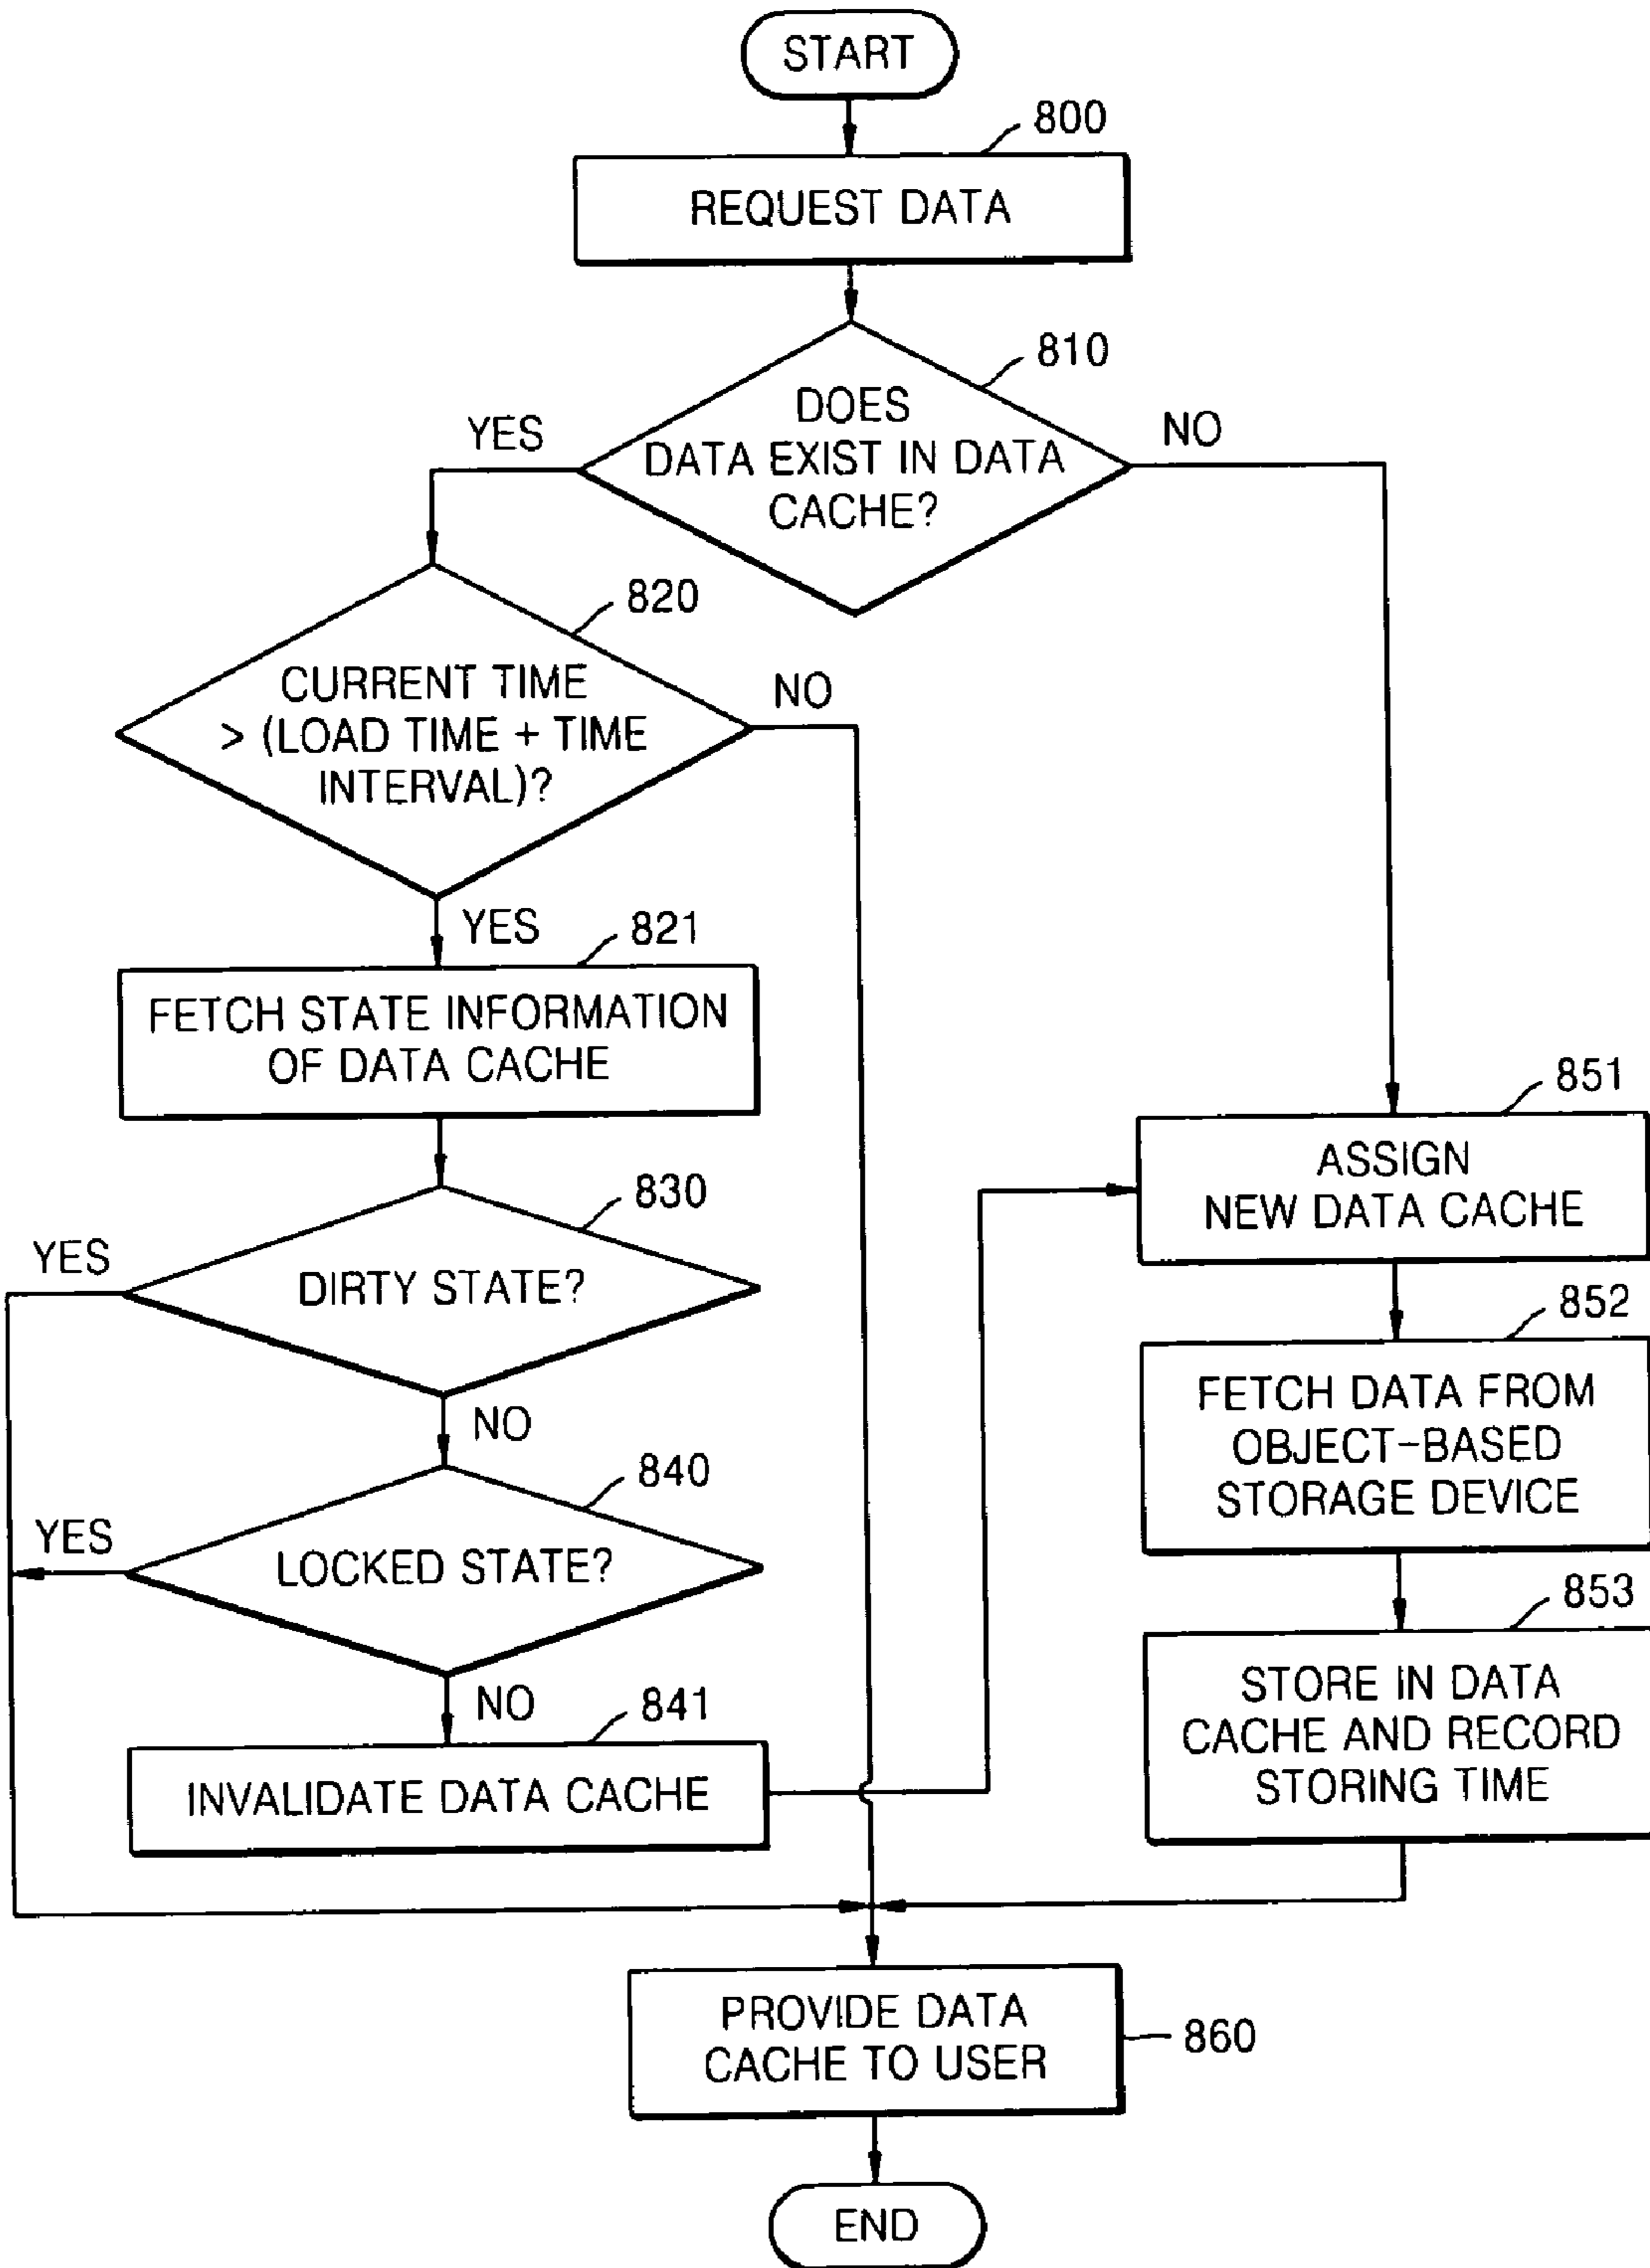 START
800
REQUEST DATA
810
DOES
DATA EXIST IN DATA
CACHE?
YES
NO
820
CURRENT TIME
> (LOAD TIME + TIME
INTERVAL)?
NO
YES
821
FETCH STATE INFORMATION
OF DATA CACHE
830
YES
DIRTY STATE?
NO
840
YES
LOCKED STATE?
NO
841
INVALIDATE DATA CACHE
851
ASSIGN
NEW DATA CACHE
852
FETCH DATA FROM
OBJECT-BASED
STORAGE DEVICE
853
STORE IN DATA
CACHE AND RECORD
STORING TIME
PROVIDE DATA
CACHE TO USER
860
END